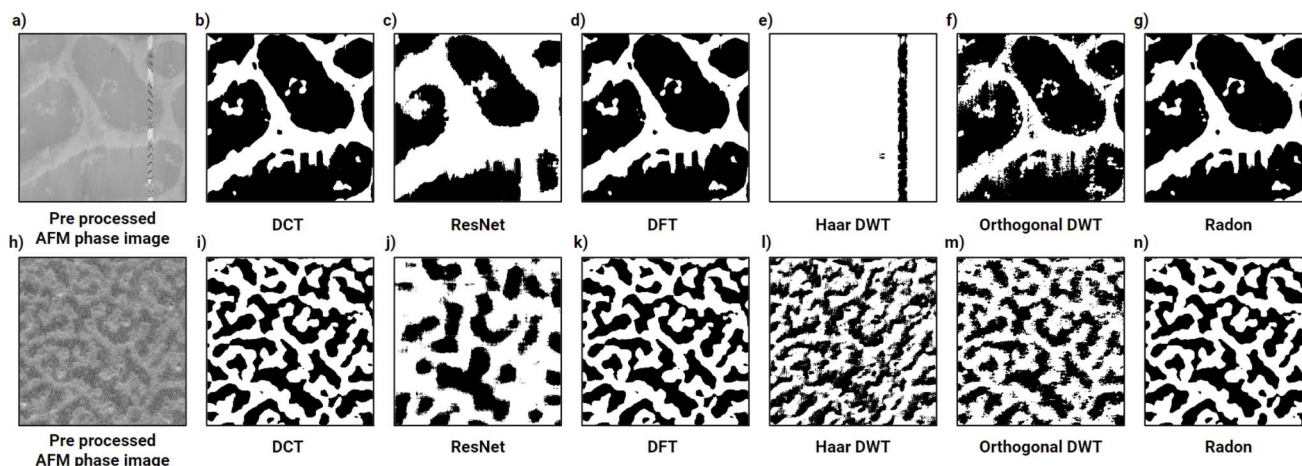 a) b) c) d) e) f) g)
Pre processed DCT ResNet DFT Haar DWT Orthogonal DWT Radon
AFM phase image
h) i) j) k) l) m) n)
Pre processed DCT ResNet DFT Haar DWT Orthogonal DWT Radon
AFM phase image